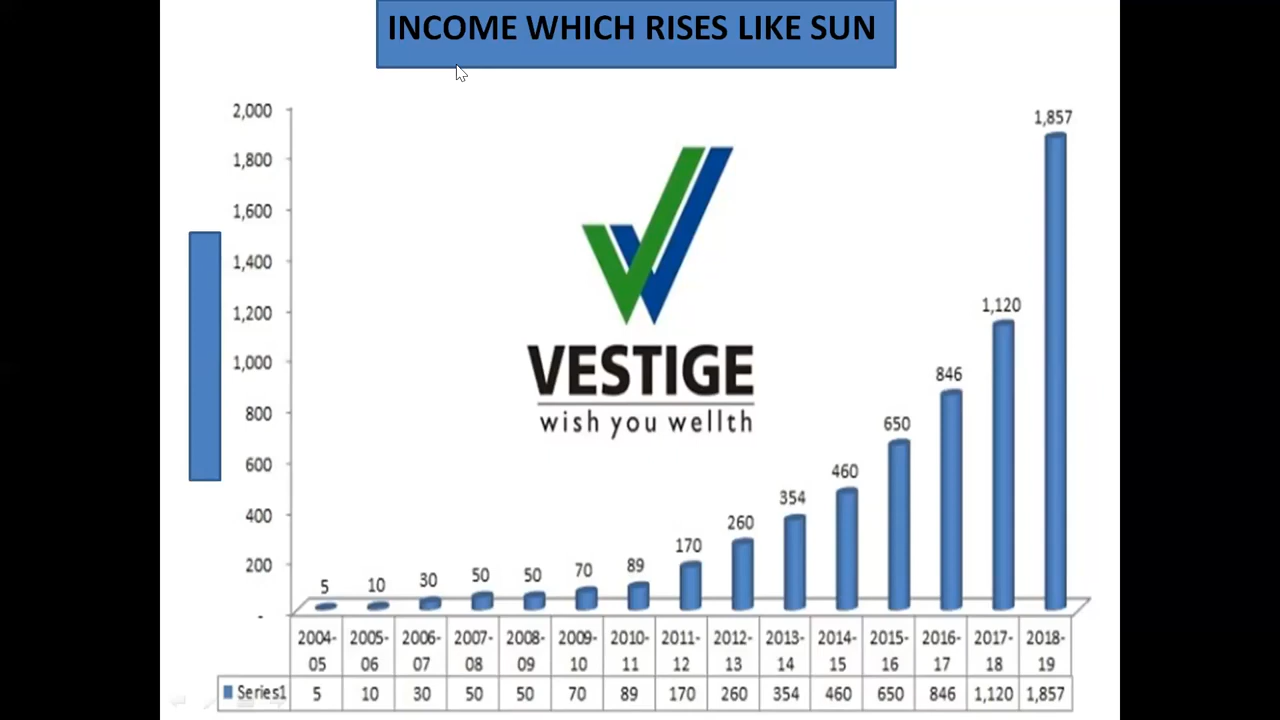 INCOME WHICH RISES LIKE SUN
2,000
1,800
1,600
1,400
1,200
1,000
800
600
400
200
-
5 10 30 50 50 70 89 170 260 354 460 650 846 1,120 1,857
VESTIGE
wish you wellth
2004- 2005- 2006- 2007- 2008- 2009- 2010- 2011- 2012- 2013- 2014- 2015- 2016- 2017- 2018-
05 06 07 08 09 10 11 12 13 14 15 16 17 18 19
Series1 5 10 30 50 50 70 89 170 260 354 460 650 846 1,120 1,857